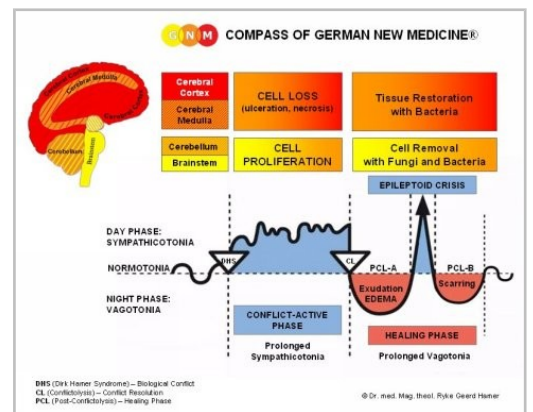 GNM COMPASS OF GERMAN NEW MEDICINE®
Cerebral Cortex
Cerebral Medulla
Cerebral Cortex
Cerebellum
Brainstem
Cerebral
Cortex
Cerebral
Medulla
CELL LOSS
(ulceration, necrosis)
Tissue Restoration
with Bacteria
Cerebellum
Brainstem
CELL
PROLIFERATION
Cell Removal
with Fungi and Bacteria
EPILEPTOID CRISIS
DAY PHASE:
SYMPATHICOTONIA
NORMOTONIA
DHS
CL
PCL-A
PCL-B
Exudation
EDEMA
Scarring
NIGHT PHASE:
VAGOTONIA
CONFLICT-ACTIVE
PHASE
HEALING PHASE
Prolonged
Sympathicotonia
Prolonged Vagotonia
DHS (Dirk Hamer Syndrome) – Biological Conflict
CL (Conflictolysis) – Conflict Resolution
PCL (Post-Conflictolysis) – Healing Phase
© Dr. med. Mag. theol. Ryke Geerd Hamer